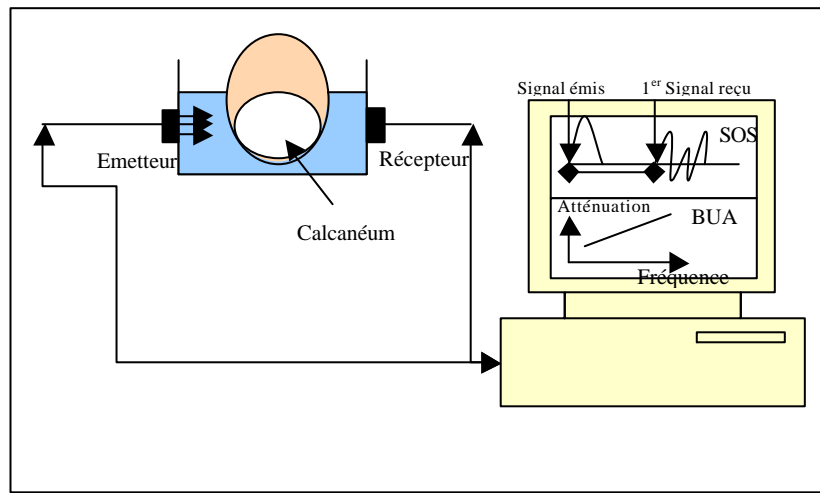 Signal émis 1er Signal reçu
SOS
Emetteur
Récepteur
Atténuation
BUA
Calcanéum
Fréquence